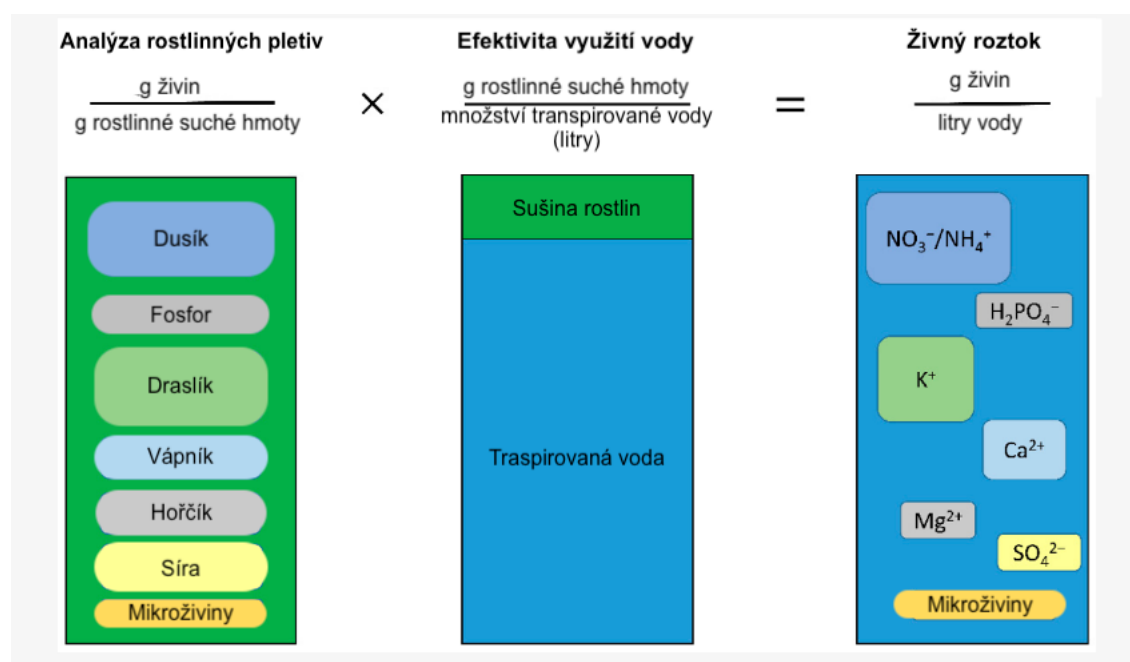 Analýza rostlinných pletiv
g živin
g rostlinné suché hmoty
×
Efektivita využití vody
g rostlinné suché hmoty
množství transpirované vody
(litry)
=
Živný roztok
g živin
litry vody
Dusík
Fosfor
Draslík
Vápník
Hořčík
Síra
Mikroživiny
Sušina rostlin
Traspirovaná voda
NO₃⁻/NH₄⁺
H₂PO₄⁻
K⁺
Ca²⁺
Mg²⁺
SO₄²⁻
Mikroživiny